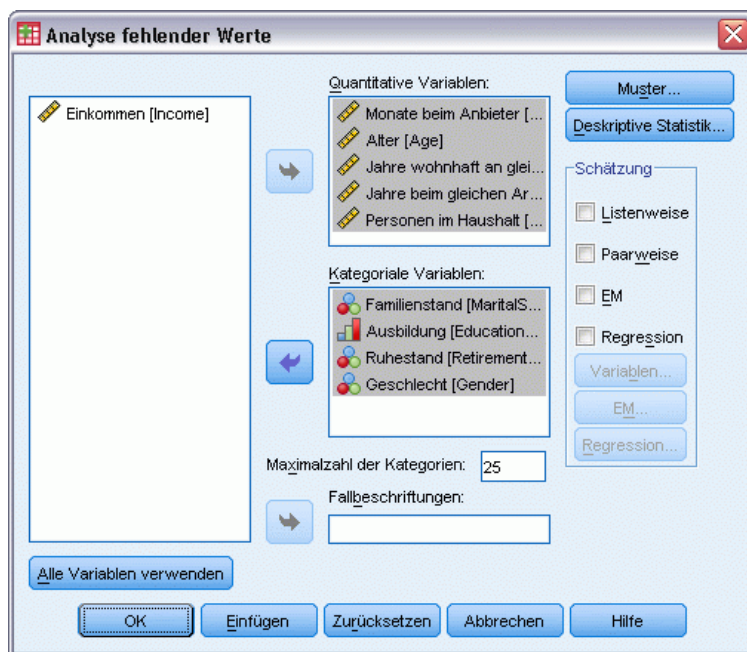 Analyse fehlender Werte
Einkommen [Income]
Quantitative Variablen:
Monate beim Anbieter [...
Alter [Age]
Jahre wohnhaft an glei...
Jahre beim gleichen Ar...
Personen im Haushalt [...
Kategoriale Variablen:
Familienstand [MaritalS...
Ausbildung [Education...
Ruhestand [Retirement...
Geschlecht [Gender]
Maximalzahl der Kategorien: 25
Fallbeschriftungen:
Muster...
Deskriptive Statistik...
Schätzung
Listenweise
Paarweise
EM
Regression
Variablen...
EM...
Regression...
Alle Variablen verwenden
OK Einfügen Zurücksetzen Abbrechen Hilfe